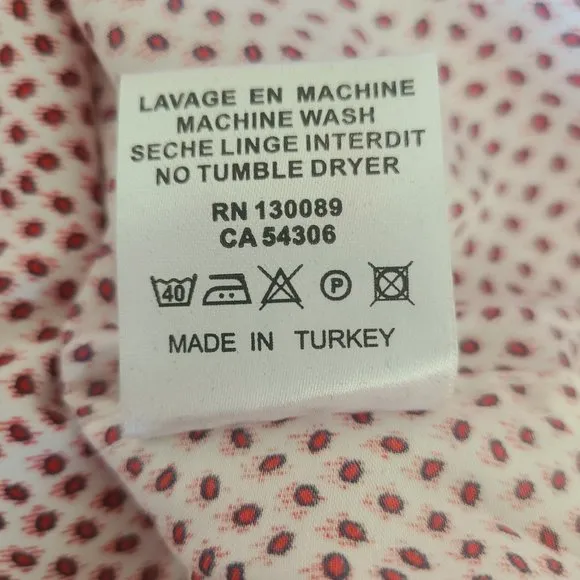 LAVAGE EN MACHINE
MACHINE WASH
SECHE LINGE INTERDIT
NO TUMBLE DRYER
RN 130089
CA 54306
40 P
MADE IN TURKEY